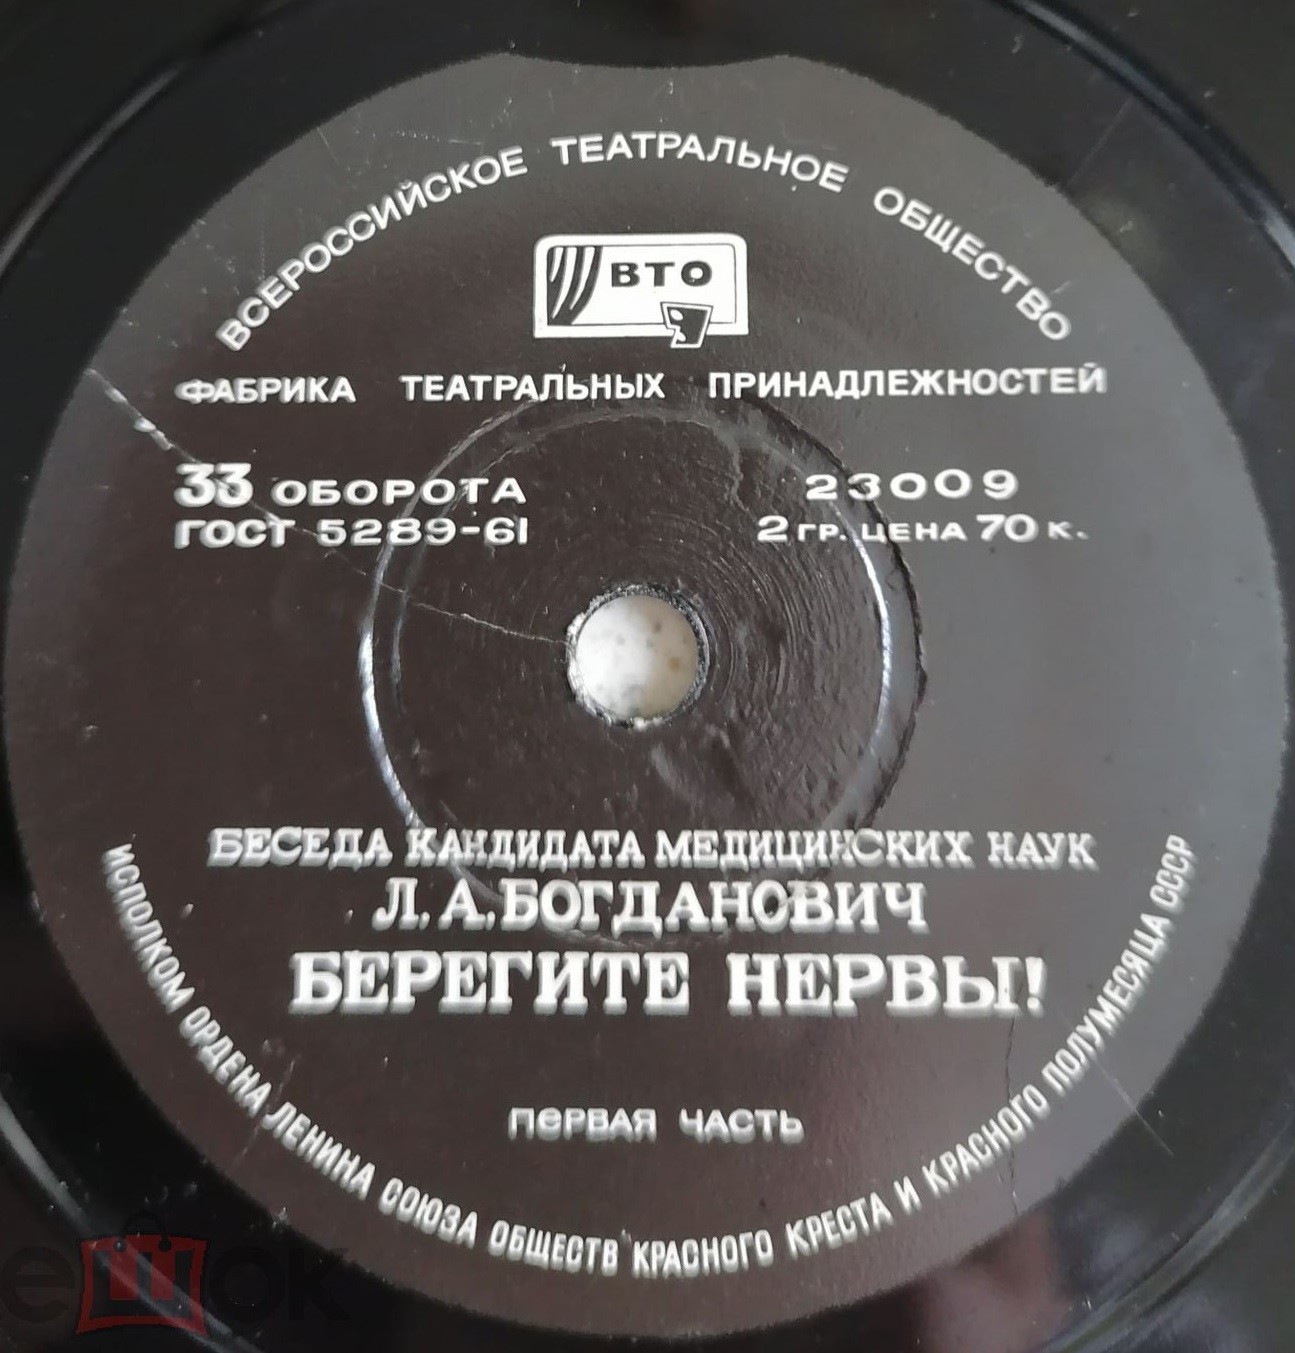 ВСЕРОССИЙСКОЕ ТЕАТРАЛЬНОЕ ОБЩЕСТВО
ВТО
ФАБРИКА ТЕАТРАЛЬНЫХ ПРИНАДЛЕЖНОСТЕЙ
33 ОБОРОТА
ГОСТ 5289-61
23009
2 ГР. ЦЕНА 70 К.
БЕСЕДА КАНДИДАТА МЕДИЦИНСКИХ НАУК
Л. А. БОГДАНОВИЧ
БЕРЕГИТЕ НЕРВЫ!
ПЕРВАЯ ЧАСТЬ
ИСПОЛКОМ ОРДЕНА ЛЕНИНА СОЮЗА ОБЩЕСТВ КРАСНОГО КРЕСТА И КРАСНОГО ПОЛУМЕСЯЦА СССР
мешок